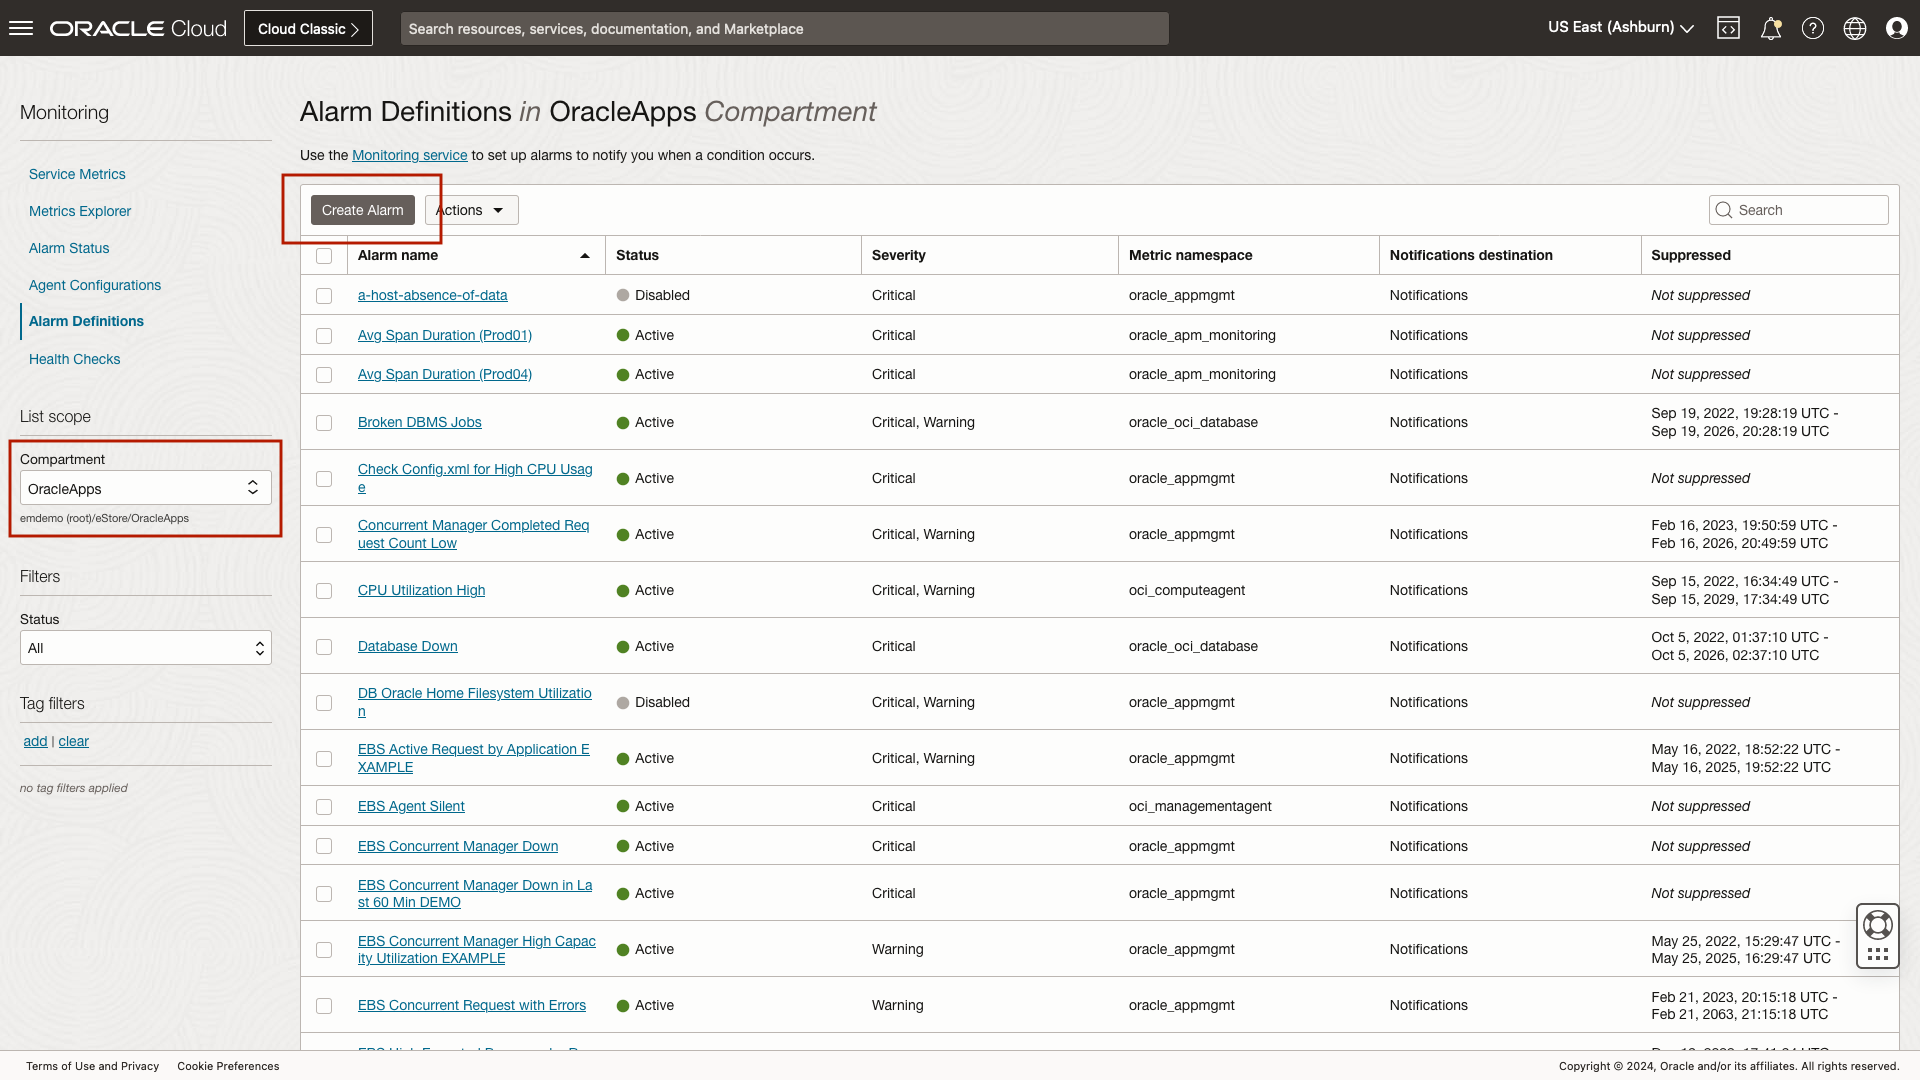 ORACLE Cloud
Cloud Classic
Search resources, services, documentation, and Marketplace
US East (Ashburn)
Monitoring
Service Metrics
Metrics Explorer
Alarm Status
Agent Configurations
Alarm Definitions
Health Checks
List scope
Compartment
OracleApps
emdemo (root)/eStore/OracleApps
Filters
Status
All
Tag filters
add | clear
no tag filters applied
Alarm Definitions in OracleApps Compartment
Use the Monitoring service to set up alarms to notify you when a condition occurs.
Create Alarm
Actions
Search
Alarm name Status Severity Metric namespace Notifications destination Suppressed
a-host-absence-of-data Disabled Critical oracle_appmgmt Notifications Not suppressed
Avg Span Duration (Prod01) Active Critical oracle_apm_monitoring Notifications Not suppressed
Avg Span Duration (Prod04) Active Critical oracle_apm_monitoring Notifications Not suppressed
Broken DBMS Jobs Active Critical, Warning oracle_oci_database Notifications Sep 19, 2022, 19:28:19 UTC -
Sep 19, 2026, 20:28:19 UTC
Check Config.xml for High CPU Usag
e Active Critical oracle_appmgmt Notifications Not suppressed
Concurrent Manager Completed Req
uest Count Low Active Critical, Warning oracle_appmgmt Notifications Feb 16, 2023, 19:50:59 UTC -
Feb 16, 2026, 20:49:59 UTC
CPU Utilization High Active Critical, Warning oci_computeagent Notifications Sep 15, 2022, 16:34:49 UTC -
Sep 15, 2029, 17:34:49 UTC
Database Down Active Critical oracle_oci_database Notifications Oct 5, 2022, 01:37:10 UTC -
Oct 5, 2026, 02:37:10 UTC
DB Oracle Home Filesystem Utilizatio
n Disabled Critical, Warning oracle_appmgmt Notifications Not suppressed
EBS Active Request by Application E
XAMPLE Active Critical, Warning oracle_appmgmt Notifications May 16, 2022, 18:52:22 UTC -
May 16, 2025, 19:52:22 UTC
EBS Agent Silent Active Critical oci_managementagent Notifications Not suppressed
EBS Concurrent Manager Down Active Critical oracle_appmgmt Notifications Not suppressed
EBS Concurrent Manager Down in La
st 60 Min DEMO Active Critical oracle_appmgmt Notifications Not suppressed
EBS Concurrent Manager High Capac
ity Utilization EXAMPLE Active Warning oracle_appmgmt Notifications May 25, 2022, 15:29:47 UTC -
May 25, 2025, 16:29:47 UTC
EBS Concurrent Request with Errors Active Warning oracle_appmgmt Notifications Feb 21, 2023, 20:15:18 UTC -
Feb 21, 2063, 21:15:18 UTC
Terms of Use and Privacy Cookie Preferences
Copyright © 2024, Oracle and/or its affiliates. All rights reserved.